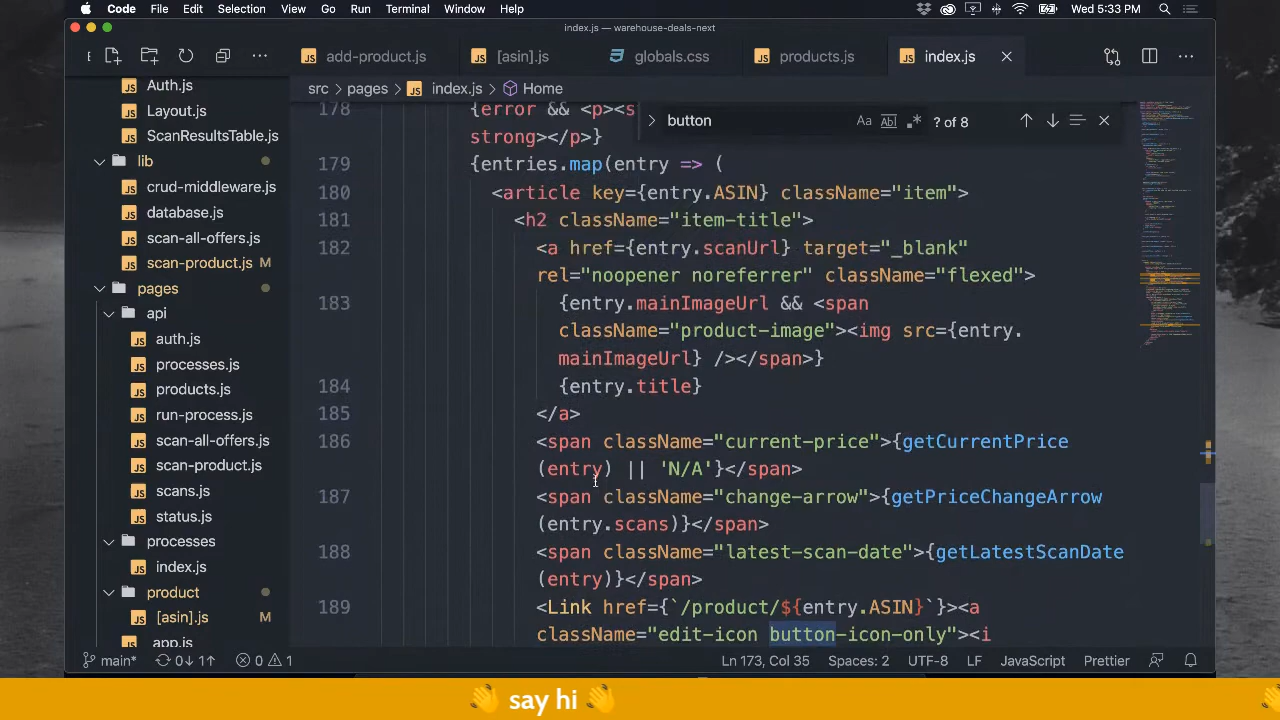 Code File Edit Selection View Go Run Terminal Window Help Wed 5:33 PM
index.js — warehouse-deals-next
add-product.js [asin].js globals.css products.js index.js
src > pages > index.js > Home
button ? of 8
Auth.js
Layout.js
ScanResultsTable.js
lib
crud-middleware.js
database.js
scan-all-offers.js
scan-product.js M
pages
api
auth.js
processes.js
products.js
run-process.js
scan-all-offers.js
scan-product.js
scans.js
status.js
processes
index.js
product
[asin].js
_app.js
178 {error && <p><s
strong></p>}
179 {entries.map(entry => (
180 <article key={entry.ASIN} className="item">
181 <h2 className="item-title">
182 <a href={entry.scanUrl} target="_blank"
rel="noopener noreferrer" className="flexed">
183 {entry.mainImageUrl && <span
className="product-image"><img src={entry.
mainImageUrl} /></span>}
184 {entry.title}
185 </a>
186 <span className="current-price">{getCurrentPrice
(entry) || 'N/A'}</span>
187 <span className="change-arrow">{getPriceChangeArrow
(entry.scans)}</span>
188 <span className="latest-scan-date">{getLatestScanDate
(entry)}</span>
189 <Link href={`/product/${entry.ASIN}`}><a
className="edit-icon button-icon-only"><i
main* 0↓ 1↑ 0 1 Ln 173, Col 35 Spaces: 2 UTF-8 LF JavaScript Prettier
👋 say hi 👋